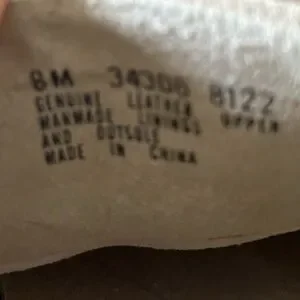 8M 34308 8122
GENUINE LEATHER UPPER
MANMADE LININGS
AND OUTSOLE
MADE IN CHINA